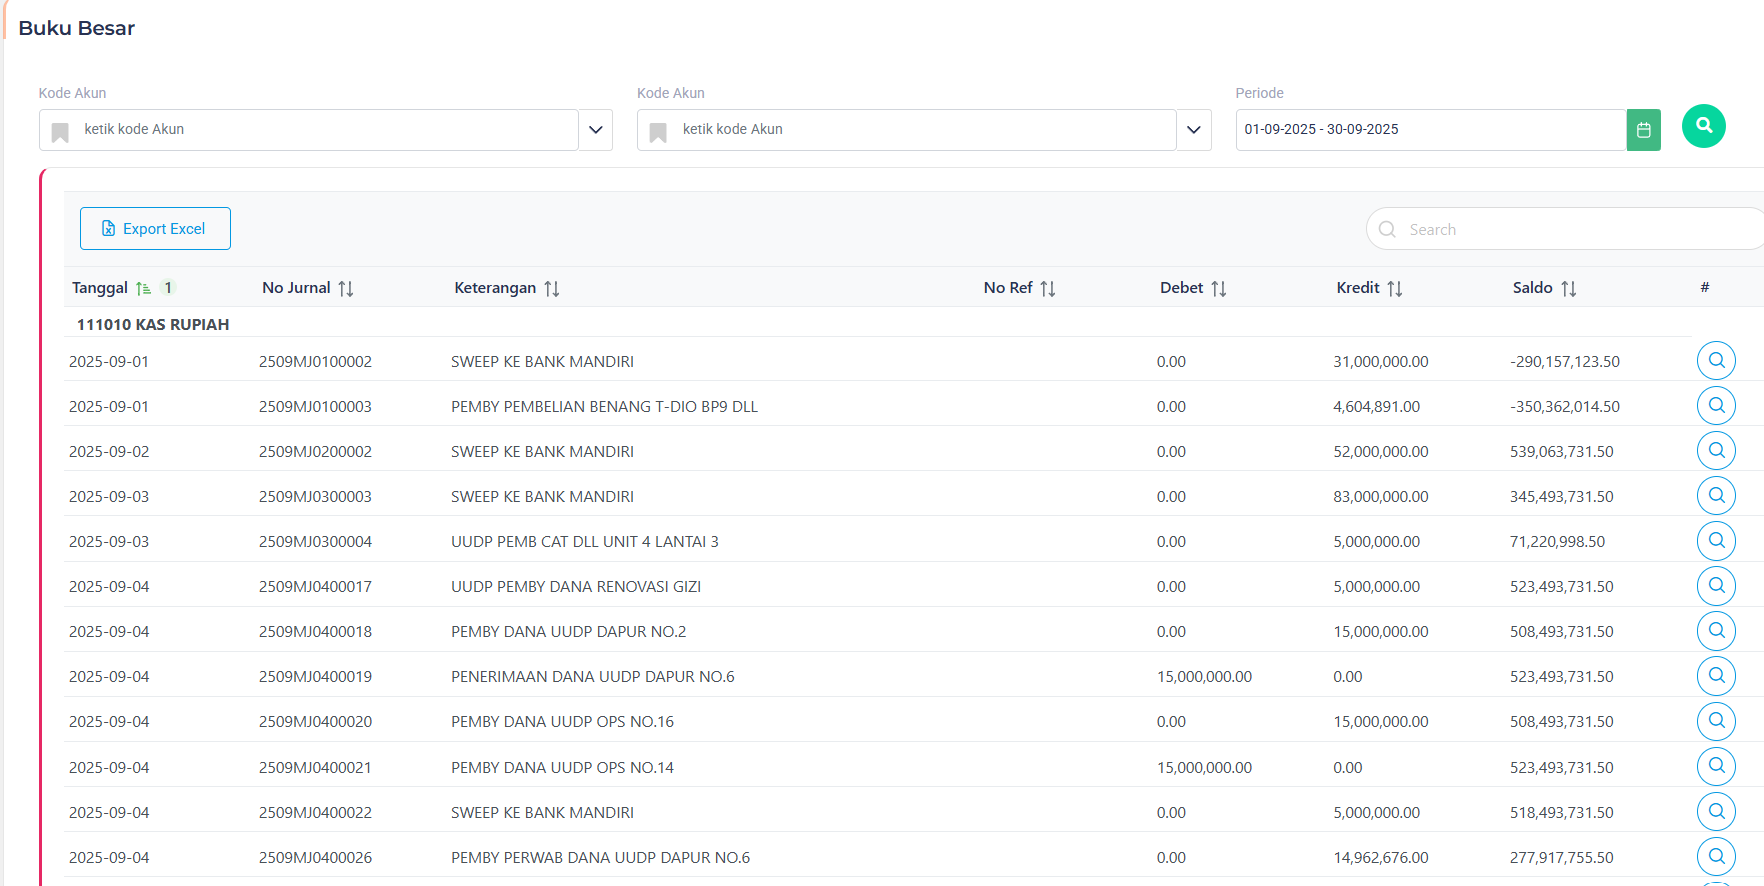 Buku Besar
Kode Akun Kode Akun Periode
ketik kode Akun ketik kode Akun 01-09-2025 - 30-09-2025
Export Excel Search
Tanggal 1 No Jurnal Keterangan No Ref Debet Kredit Saldo #
111010 KAS RUPIAH
2025-09-01 2509MJ0100002 SWEEP KE BANK MANDIRI 0.00 31,000,000.00 -290,157,123.50
2025-09-01 2509MJ0100003 PEMBY PEMBELIAN BENANG T-DIO BP9 DLL 0.00 4,604,891.00 -350,362,014.50
2025-09-02 2509MJ0200002 SWEEP KE BANK MANDIRI 0.00 52,000,000.00 539,063,731.50
2025-09-03 2509MJ0300003 SWEEP KE BANK MANDIRI 0.00 83,000,000.00 345,493,731.50
2025-09-03 2509MJ0300004 UUDP PEMB CAT DLL UNIT 4 LANTAI 3 0.00 5,000,000.00 71,220,998.50
2025-09-04 2509MJ0400017 UUDP PEMBY DANA RENOVASI GIZI 0.00 5,000,000.00 523,493,731.50
2025-09-04 2509MJ0400018 PEMBY DANA UUDP DAPUR NO.2 0.00 15,000,000.00 508,493,731.50
2025-09-04 2509MJ0400019 PENERIMAAN DANA UUDP DAPUR NO.6 15,000,000.00 0.00 523,493,731.50
2025-09-04 2509MJ0400020 PEMBY DANA UUDP OPS NO.16 0.00 15,000,000.00 508,493,731.50
2025-09-04 2509MJ0400021 PEMBY DANA UUDP OPS NO.14 15,000,000.00 0.00 523,493,731.50
2025-09-04 2509MJ0400022 SWEEP KE BANK MANDIRI 0.00 5,000,000.00 518,493,731.50
2025-09-04 2509MJ0400026 PEMBY PERWAB DANA UUDP DAPUR NO.6 0.00 14,962,676.00 277,917,755.50